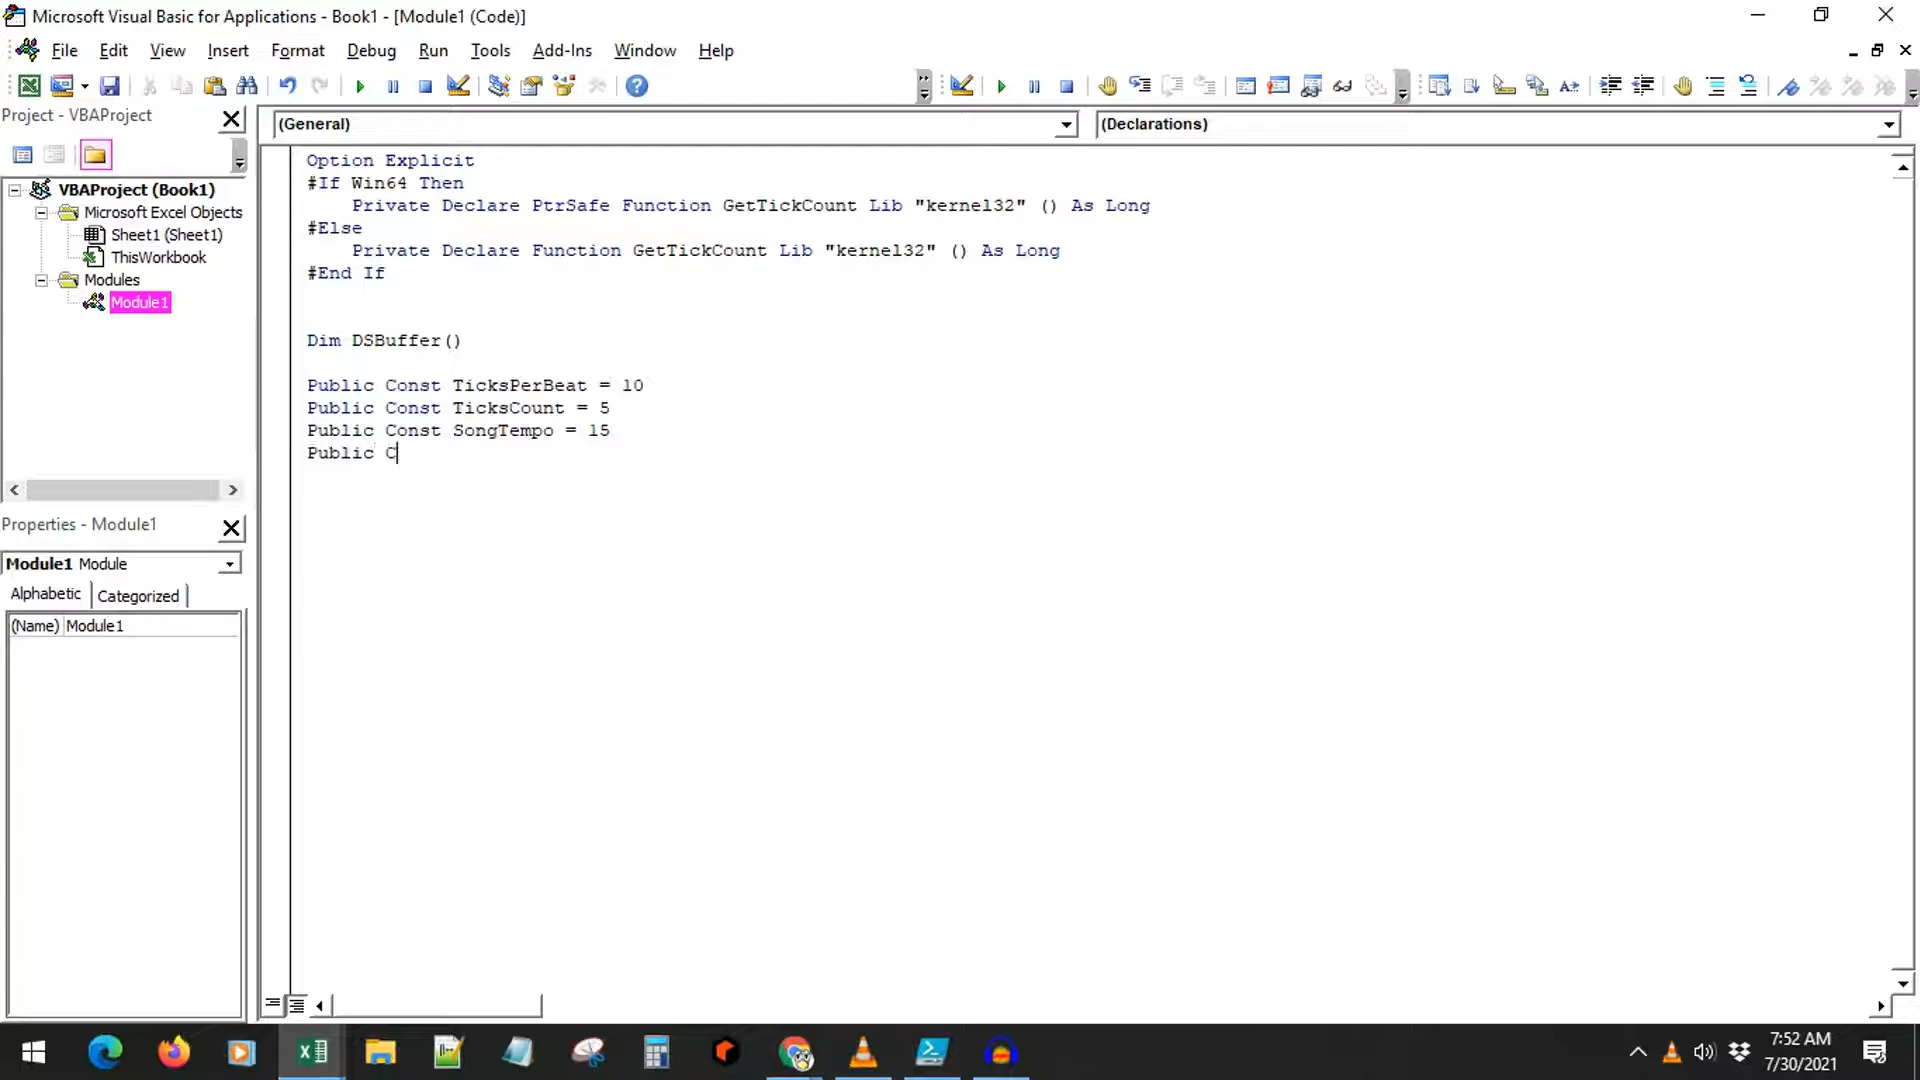 Microsoft Visual Basic for Applications - Book1 - [Module1 (Code)]
File Edit View Insert Format Debug Run Tools Add-Ins Window Help
Project - VBAProject
(General)
(Declarations)
VBAProject (Book1)
Microsoft Excel Objects
Sheet1 (Sheet1)
ThisWorkbook
Modules
Module1
Option Explicit
#If Win64 Then
Private Declare PtrSafe Function GetTickCount Lib "kernel32" () As Long
#Else
Private Declare Function GetTickCount Lib "kernel32" () As Long
#End If
Dim DSBuffer()
Public Const TicksPerBeat = 10
Public Const TicksCount = 5
Public Const SongTempo = 15
Public C
Properties - Module1
Module1 Module
Alphabetic Categorized
(Name) Module1
7:52 AM
7/30/2021